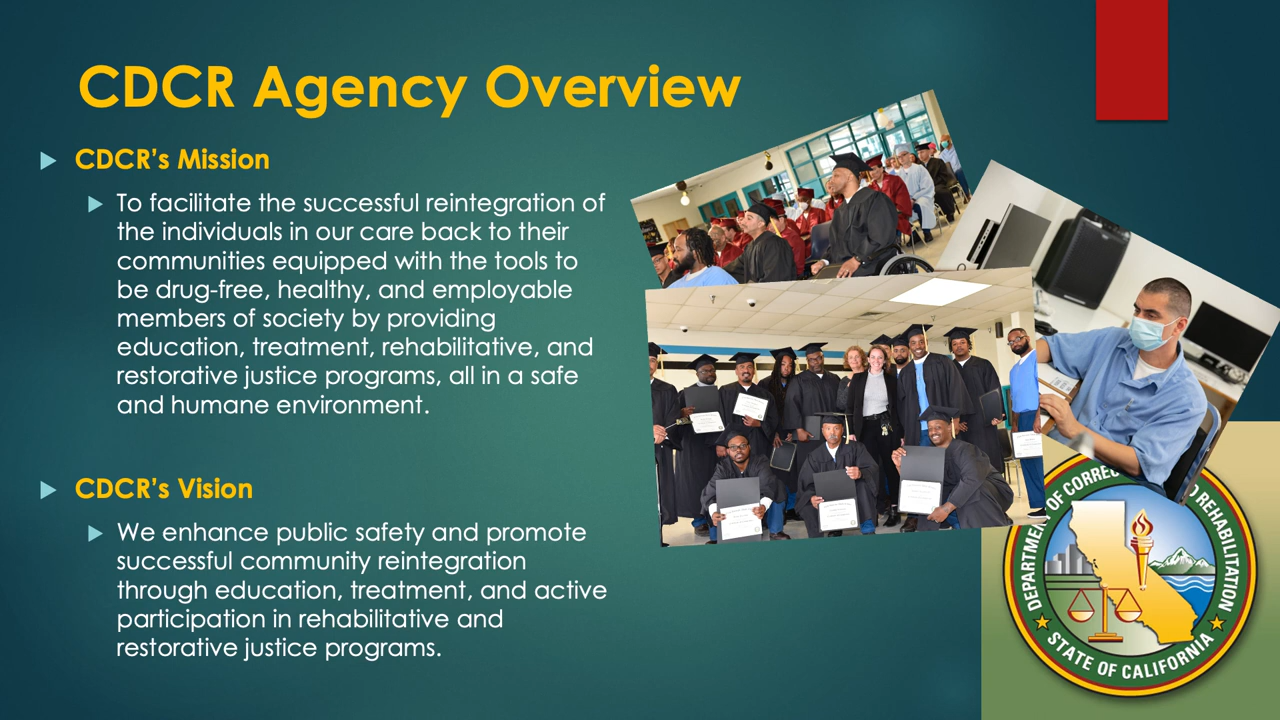 CDCR Agency Overview
CDCR's Mission
To facilitate the successful reintegration of
the individuals in our care back to their
communities equipped with the tools to
be drug-free, healthy, and employable
members of society by providing
education, treatment, rehabilitative, and
restorative justice programs, all in a safe
and humane environment.
CDCR's Vision
We enhance public safety and promote
successful community reintegration
through education, treatment, and active
participation in rehabilitative and
restorative justice programs.
OF CORREC
REHABILITATION
STATE OF CALIFORNIA